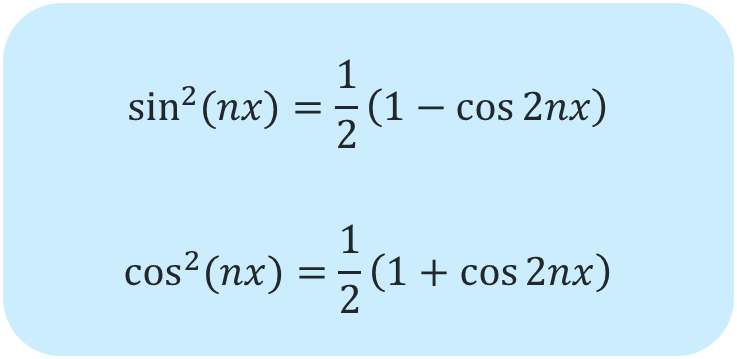 sin²(nx) = 1/2 (1 − cos 2nx)
cos²(nx) = 1/2 (1 + cos 2nx)